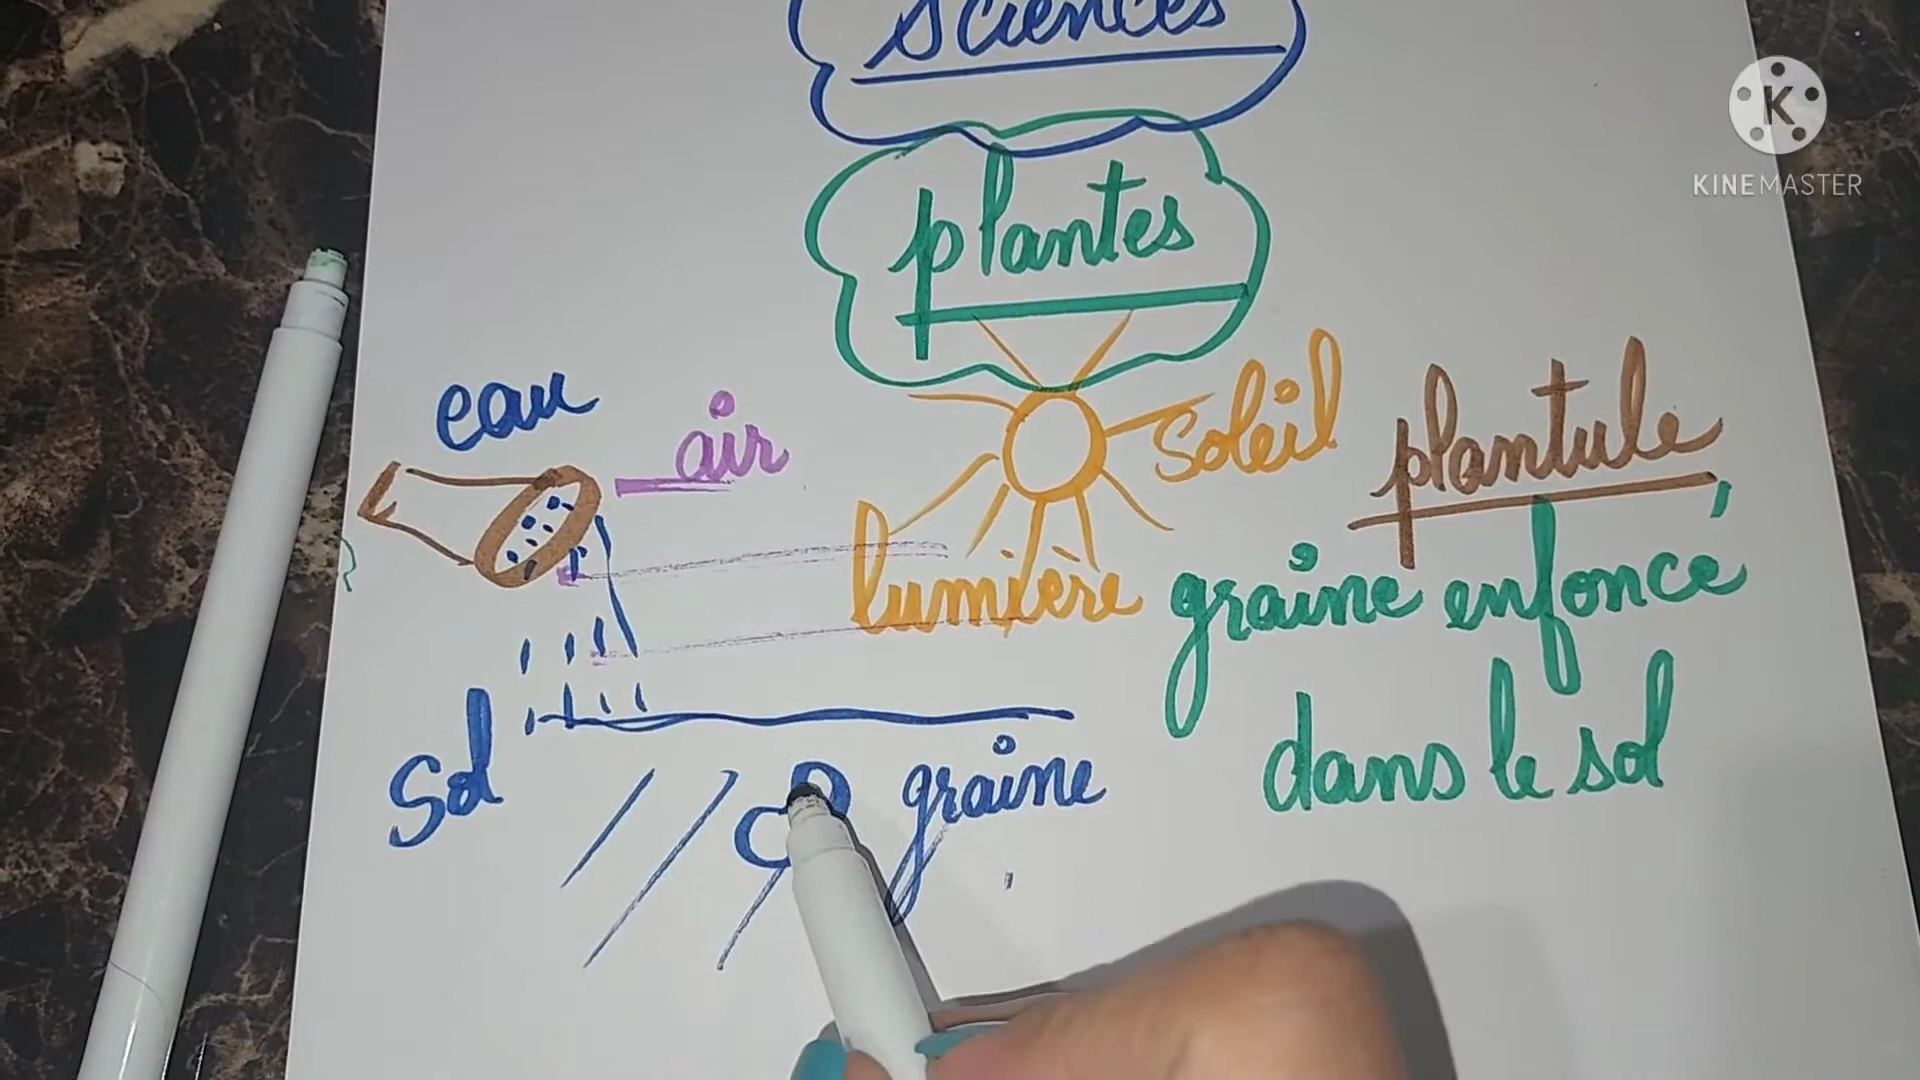 sciences
plantes
KINEMASTER
eau
air
soleil
plantule
lumière
graine enfoncé
dans le sol
sol
graine